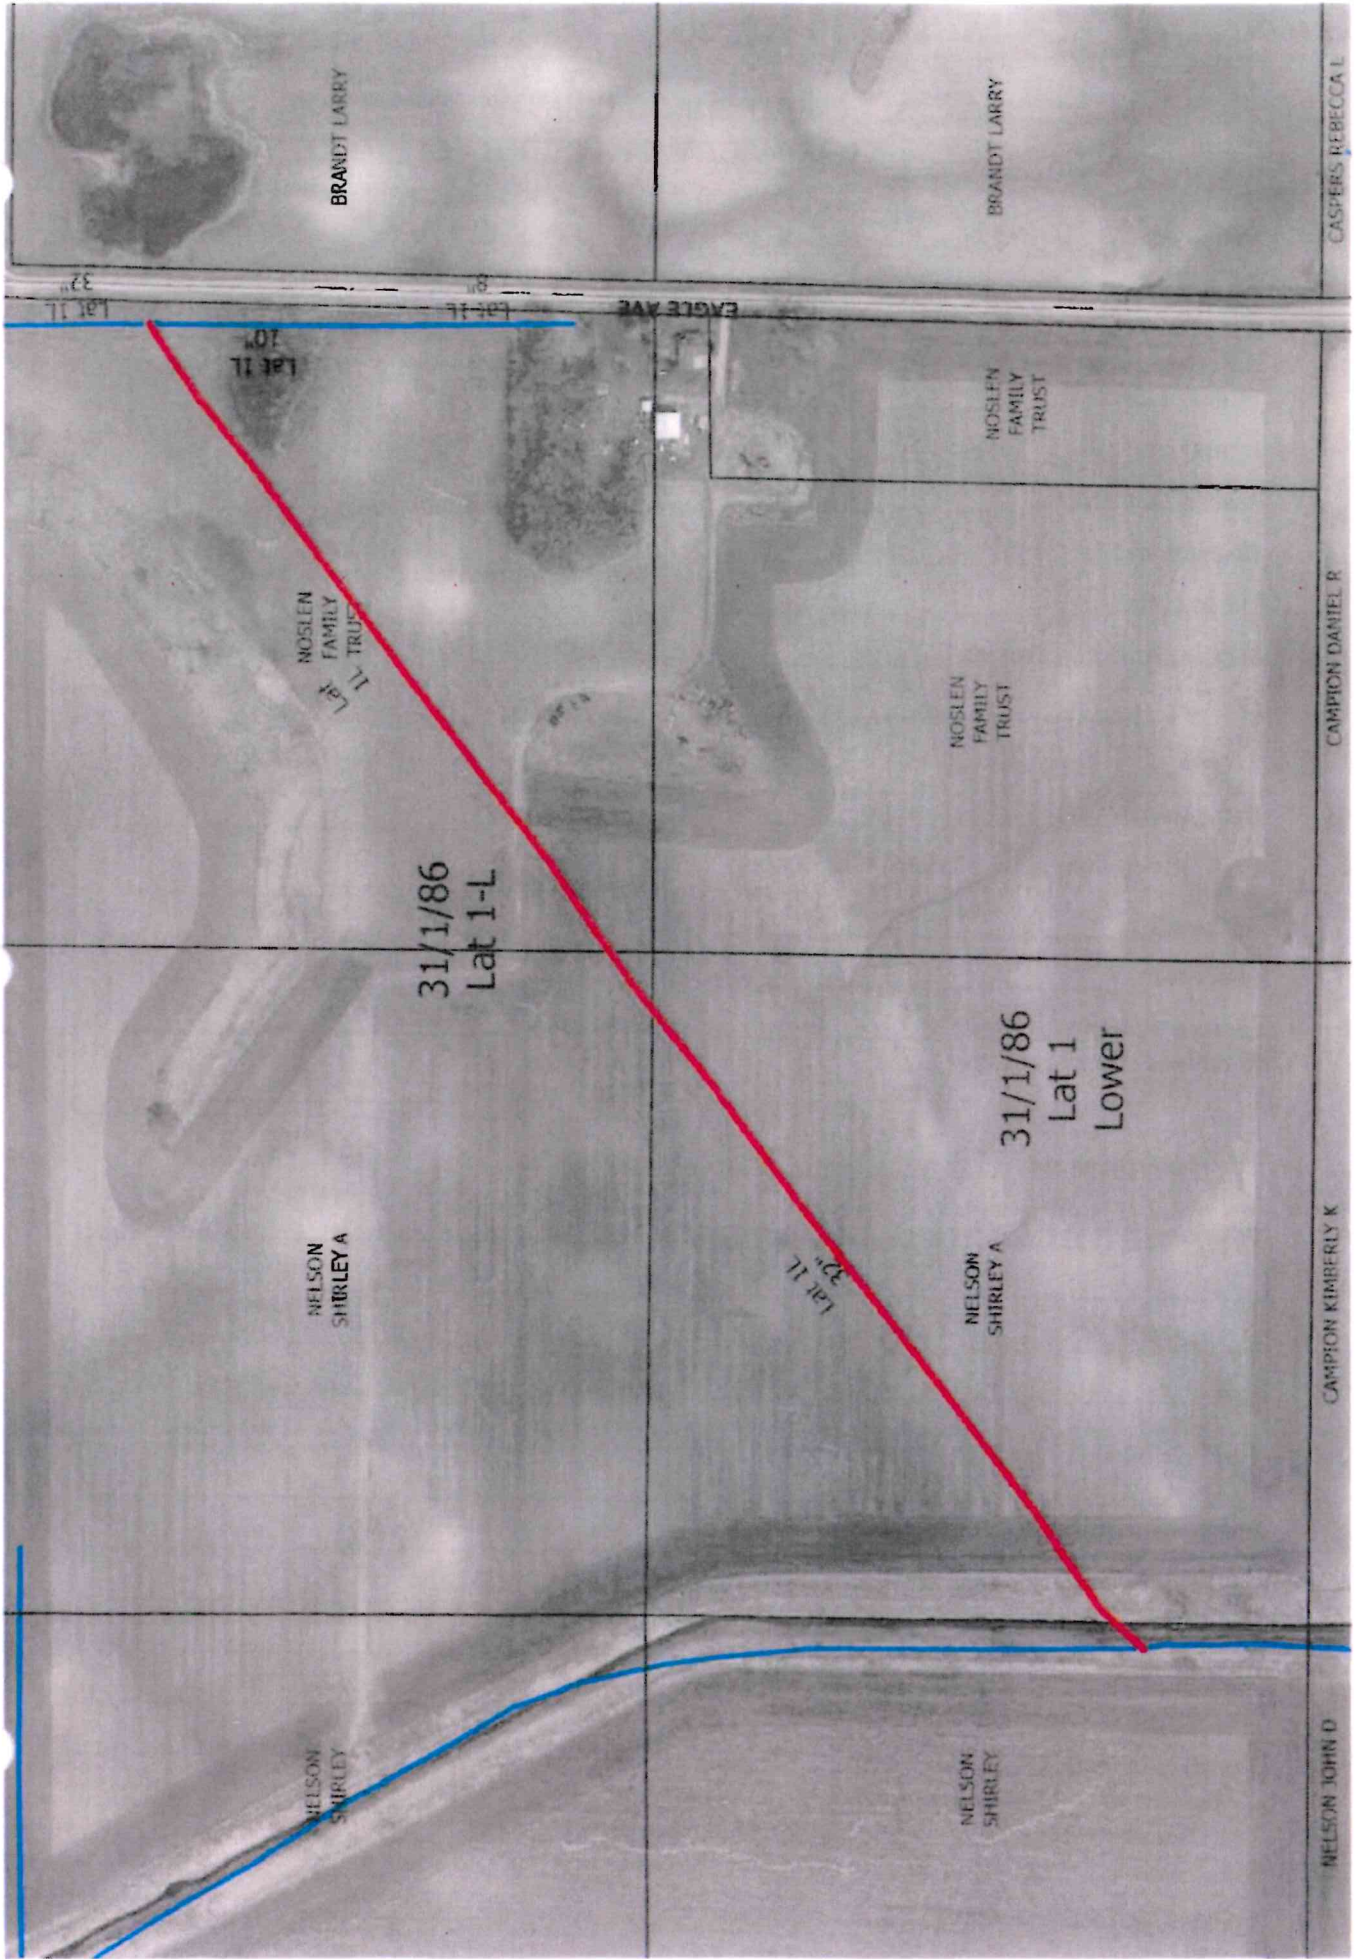 BRANDT LARRY
BRANDT LARRY
CASPERS REBECCA L
32"
Lat 1L
8"
Lat 1L
EAGLE AVE
10"
Lat 1L
NOSLEN
FAMILY
TRUST
NOSLEN
FAMILY
TRUST
Lat
1L
NOSLEN
FAMILY
TRUST
CAMPION DANIEL R
31/1/86
Lat 1-L
31/1/86
Lat 1
Lower
NELSON
SHIRLEY A
Lat 1L
32"
NELSON
SHIRLEY A
CAMPION KIMBERLY K
NELSON
SHIRLEY
NELSON
SHIRLEY
NELSON JOHN D